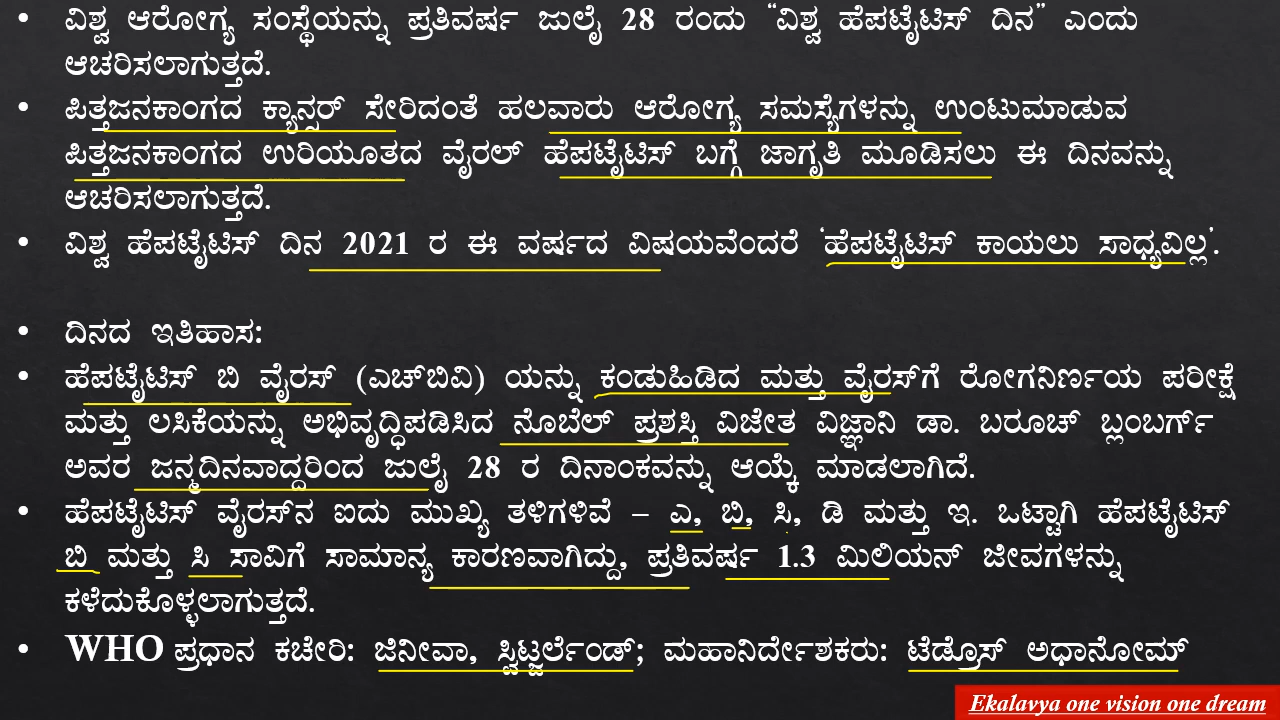 • ವಿಶ್ವ ಆರೋಗ್ಯ ಸಂಸ್ಥೆಯನ್ನು ಪ್ರತಿವರ್ಷ ಜುಲೈ 28 ರಂದು “ವಿಶ್ವ ಹೆಪಟೈಟಿಸ್ ದಿನ” ಎಂದು
ಆಚರಿಸಲಾಗುತ್ತದೆ.
• ಪಿತ್ತಜನಕಾಂಗದ ಕ್ಯಾನ್ಸರ್ ಸೇರಿದಂತೆ ಹಲವಾರು ಆರೋಗ್ಯ ಸಮಸ್ಯೆಗಳನ್ನು ಉಂಟುಮಾಡುವ
ಪಿತ್ತಜನಕಾಂಗದ ಉರಿಯೂತದ ವೈರಲ್ ಹೆಪಟೈಟಿಸ್ ಬಗ್ಗೆ ಜಾಗೃತಿ ಮೂಡಿಸಲು ಈ ದಿನವನ್ನು
ಆಚರಿಸಲಾಗುತ್ತದೆ.
• ವಿಶ್ವ ಹೆಪಟೈಟಿಸ್ ದಿನ 2021 ರ ಈ ವರ್ಷದ ವಿಷಯವೆಂದರೆ ‘ಹೆಪಟೈಟಿಸ್ ಕಾಯಲು ಸಾಧ್ಯವಿಲ್ಲ’.
• ದಿನದ ಇತಿಹಾಸ:
• ಹೆಪಟೈಟಿಸ್ ಬಿ ವೈರಸ್ (ಎಚ್‌ಬಿವಿ) ಯನ್ನು ಕಂಡುಹಿಡಿದ ಮತ್ತು ವೈರಸ್‌ಗೆ ರೋಗನಿರ್ಣಯ ಪರೀಕ್ಷೆ
ಮತ್ತು ಲಸಿಕೆಯನ್ನು ಅಭಿವೃದ್ಧಿಪಡಿಸಿದ ನೊಬೆಲ್ ಪ್ರಶಸ್ತಿ ವಿಜೇತ ವಿಜ್ಞಾನಿ ಡಾ. ಬರೂಚ್ ಬ್ಲಂಬರ್ಗ್
ಅವರ ಜನ್ಮದಿನವಾದ್ದರಿಂದ ಜುಲೈ 28 ರ ದಿನಾಂಕವನ್ನು ಆಯ್ಕೆ ಮಾಡಲಾಗಿದೆ.
• ಹೆಪಟೈಟಿಸ್ ವೈರಸ್‌ನ ಐದು ಮುಖ್ಯ ತಳಿಗಳಿವೆ – ಎ, ಬಿ, ಸಿ, ಡಿ ಮತ್ತು ಇ. ಒಟ್ಟಾಗಿ ಹೆಪಟೈಟಿಸ್
ಬಿ ಮತ್ತು ಸಿ ಸಾವಿಗೆ ಸಾಮಾನ್ಯ ಕಾರಣವಾಗಿದ್ದು, ಪ್ರತಿವರ್ಷ 1.3 ಮಿಲಿಯನ್ ಜೀವಗಳನ್ನು
ಕಳೆದುಕೊಳ್ಳಲಾಗುತ್ತದೆ.
• WHO ಪ್ರಧಾನ ಕಚೇರಿ: ಜಿನೀವಾ, ಸ್ವಿಟ್ಜರ್ಲೆಂಡ್; ಮಹಾನಿರ್ದೇಶಕರು: ಟೆಡ್ರೊಸ್ ಅಧಾನೋಮ್
Ekalavya one vision one dream